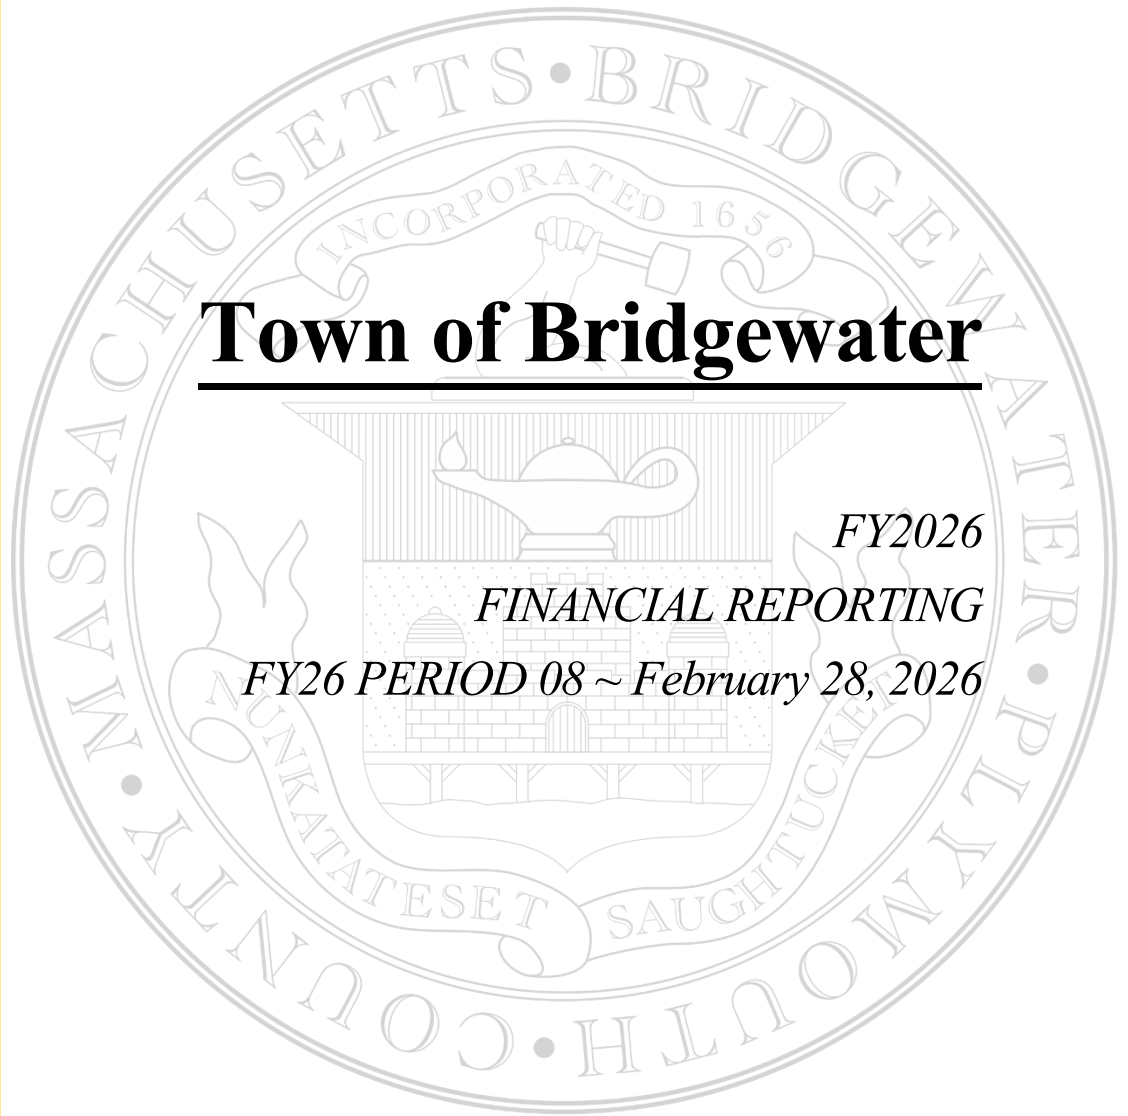 MASSACHUSETTS • BRIDGEWATER • PLYMOUTH • COUNTY •
INCORPORATED 1656
Town of Bridgewater
FY2026
FINANCIAL REPORTING
FY26 PERIOD 08 ~ February 28, 2026
NUNKATATESET
SAUGHTUCKET